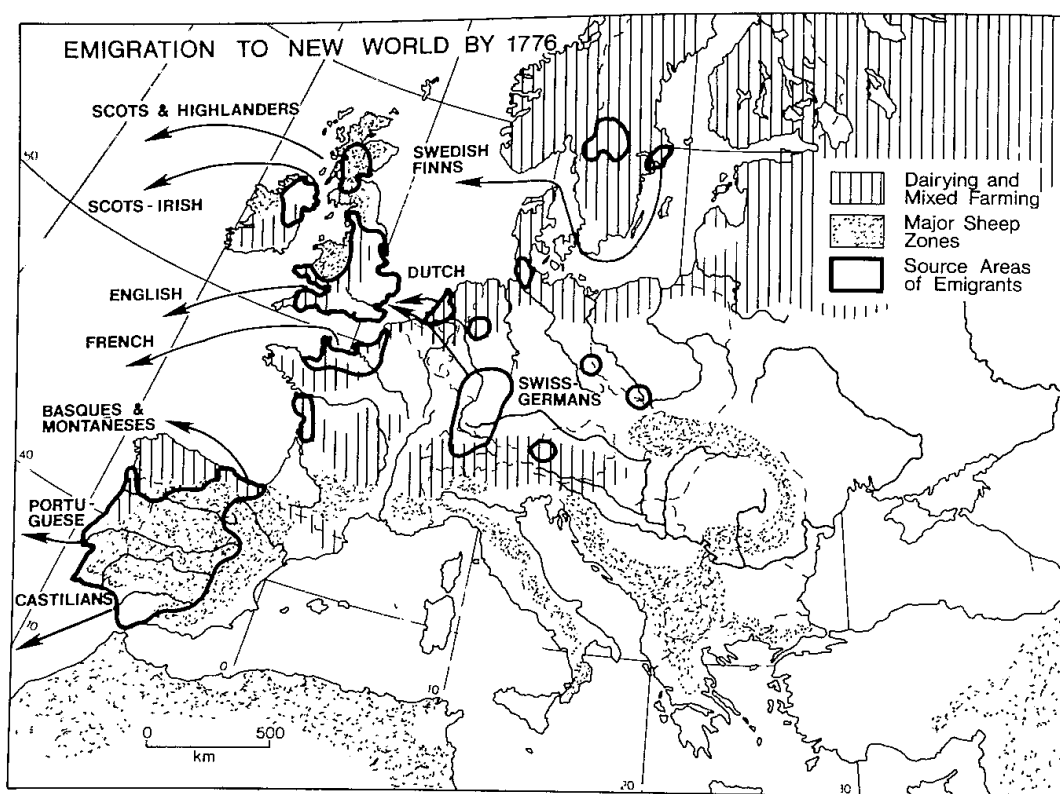 EMIGRATION TO NEW WORLD BY 1776
SCOTS & HIGHLANDERS
SWEDISH
FINNS
50
SCOTS-IRISH
Dairying and
Mixed Farming
Major Sheep
Zones
Source Areas
of Emigrants
DUTCH
ENGLISH
FRENCH
SWISS-
GERMANS
BASQUES &
MONTAÑESES
40
PORTU
GUESE
CASTILIANS
10
0
10
0 500
km
20
30